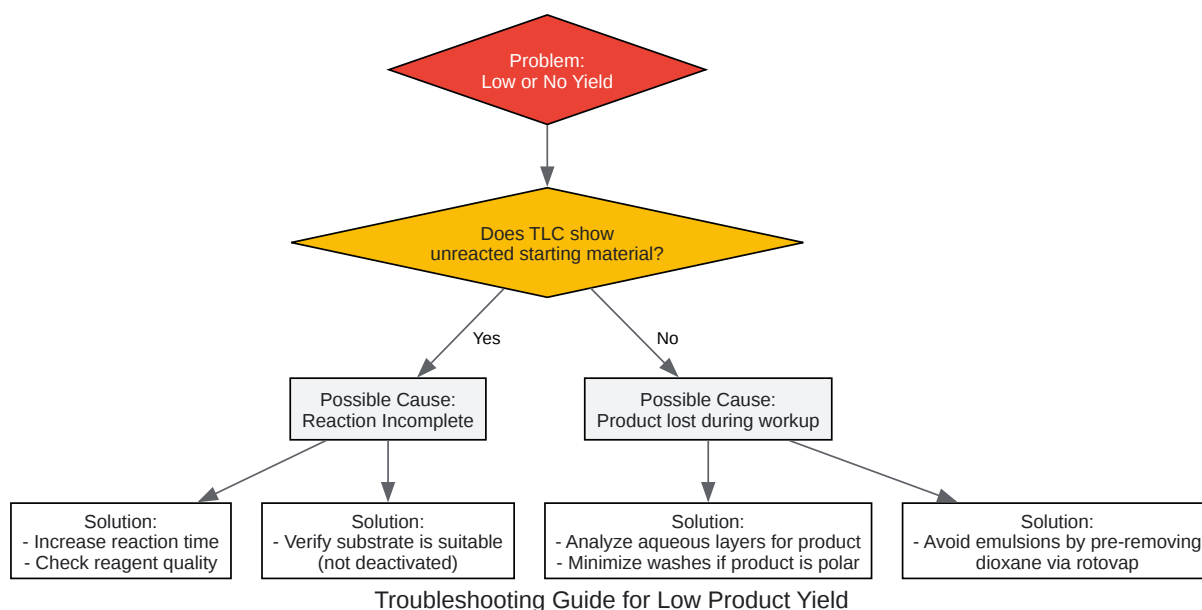 Problem:
Low or No Yield
Does TLC show
unreacted starting material?
Yes
No
Possible Cause:
Reaction Incomplete
Possible Cause:
Product lost during workup
Solution:
- Increase reaction time
- Check reagent quality
Solution:
- Verify substrate is suitable
(not deactivated)
Solution:
- Analyze aqueous layers for product
- Minimize washes if product is polar
Solution:
- Avoid emulsions by pre-removing
dioxane via rotovap
Troubleshooting Guide for Low Product Yield